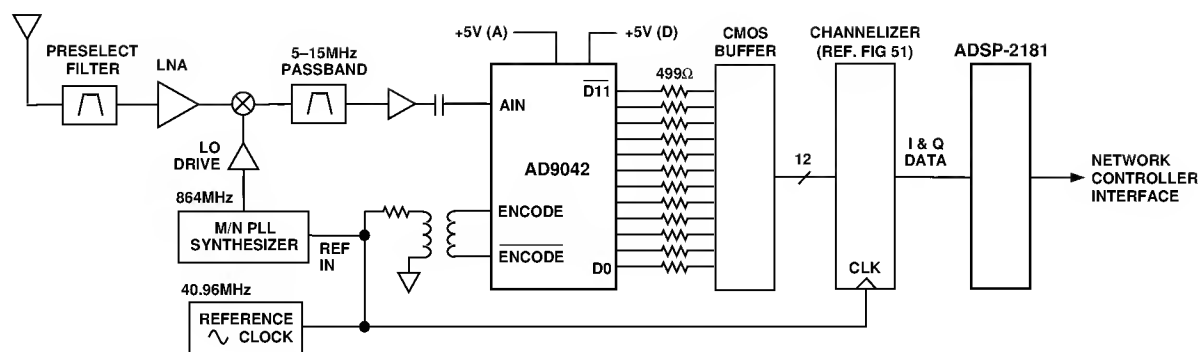 PRESELECT
FILTER
LNA
5–15MHz
PASSBAND
+5V (A)
+5V (D)
CMOS
BUFFER
CHANNELIZER
(REF. FIG 51)
ADSP-2181
499Ω
D11
AIN
LO
DRIVE
AD9042
12
I & Q
DATA
NETWORK
CONTROLLER
INTERFACE
864MHz
M/N PLL
SYNTHESIZER
REF
IN
ENCODE
ENCODE
D0
CLK
40.96MHz
REFERENCE
CLOCK